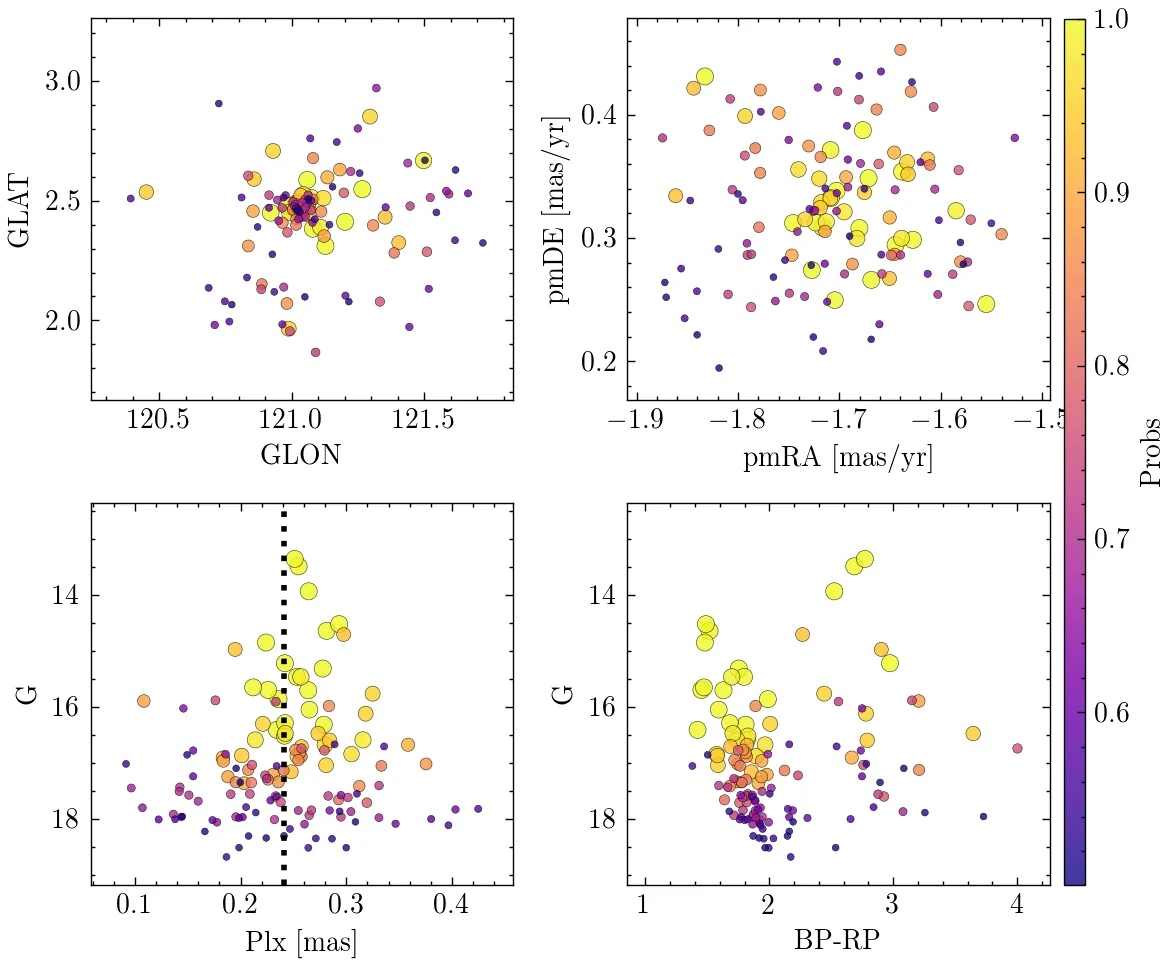 3.0
2.5
2.0
GLAT
120.5 121.0 121.5
GLON
0.4
0.3
0.2
pmDE [mas/yr]
−1.9 −1.8 −1.7 −1.6 −1.5
pmRA [mas/yr]
1.0
0.9
0.8
0.7
0.6
Probs
14
16
18
G
0.1 0.2 0.3 0.4
Plx [mas]
14
16
18
G
1 2 3 4
BP-RP